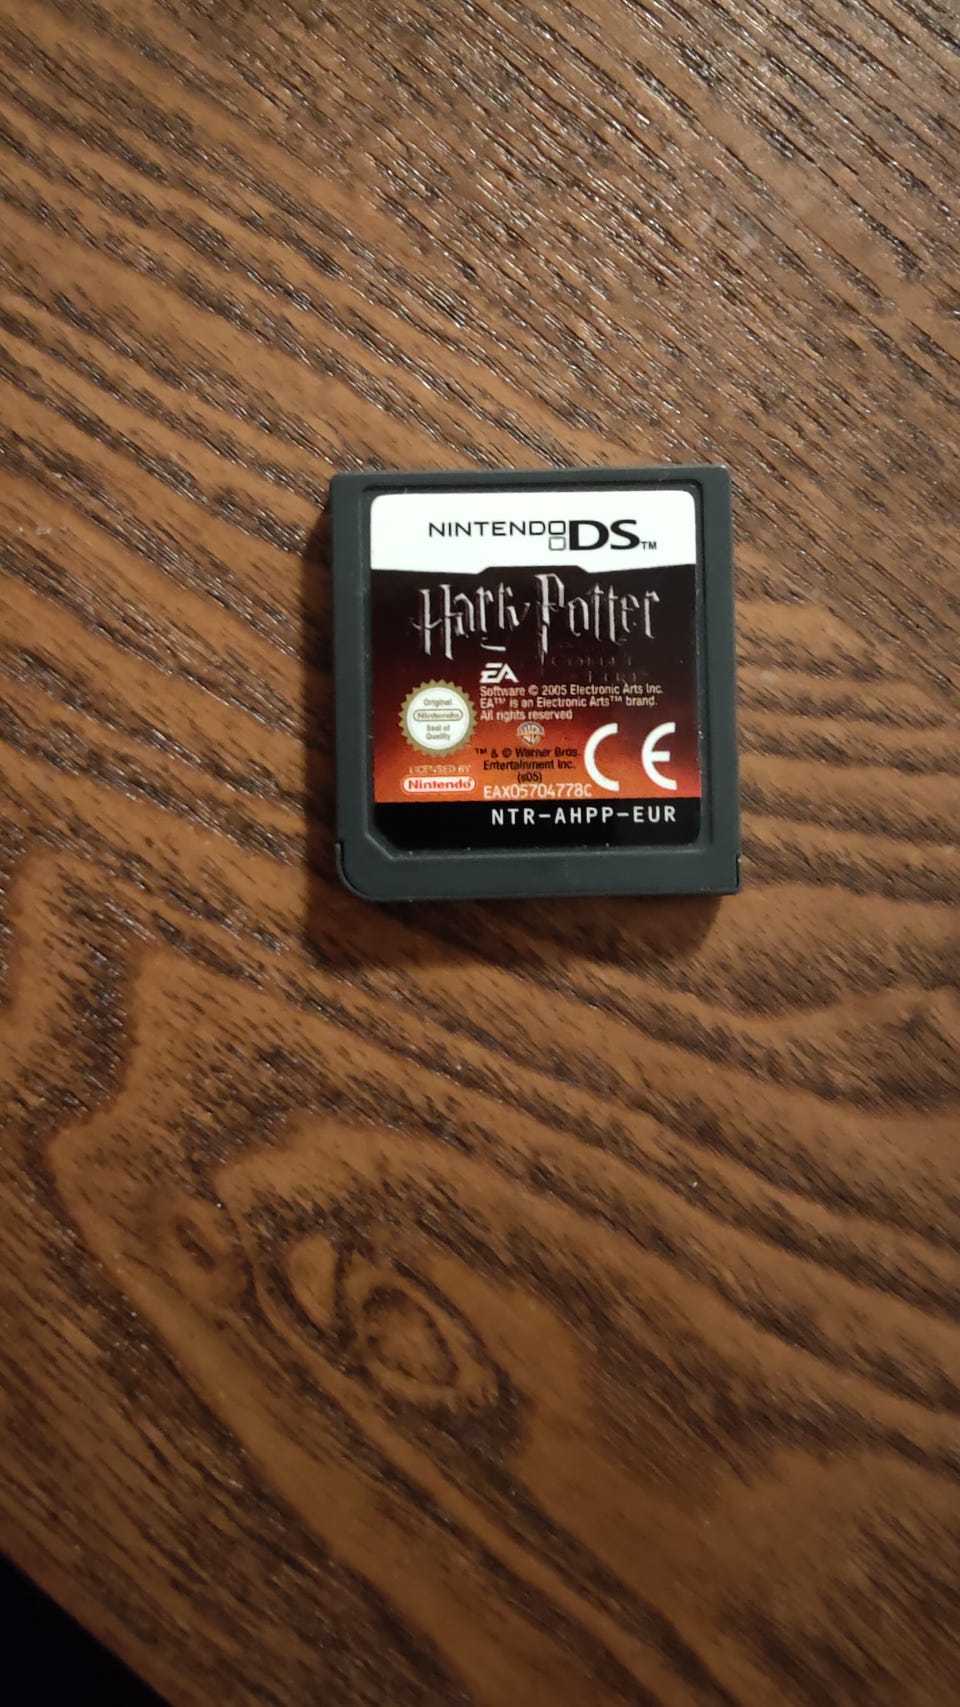 NINTENDO DS™
Harry Potter
GOBLET
FIRE
EA
Software © 2005 Electronic Arts Inc.
EA™ is an Electronic Arts™ brand.
All rights reserved
Original
Nintendo
Seal of
Quality
™ & © Warner Bros.
Entertainment Inc.
(s05)
CE
LICENSED BY
Nintendo
EAX05704778C
NTR-AHPP-EUR